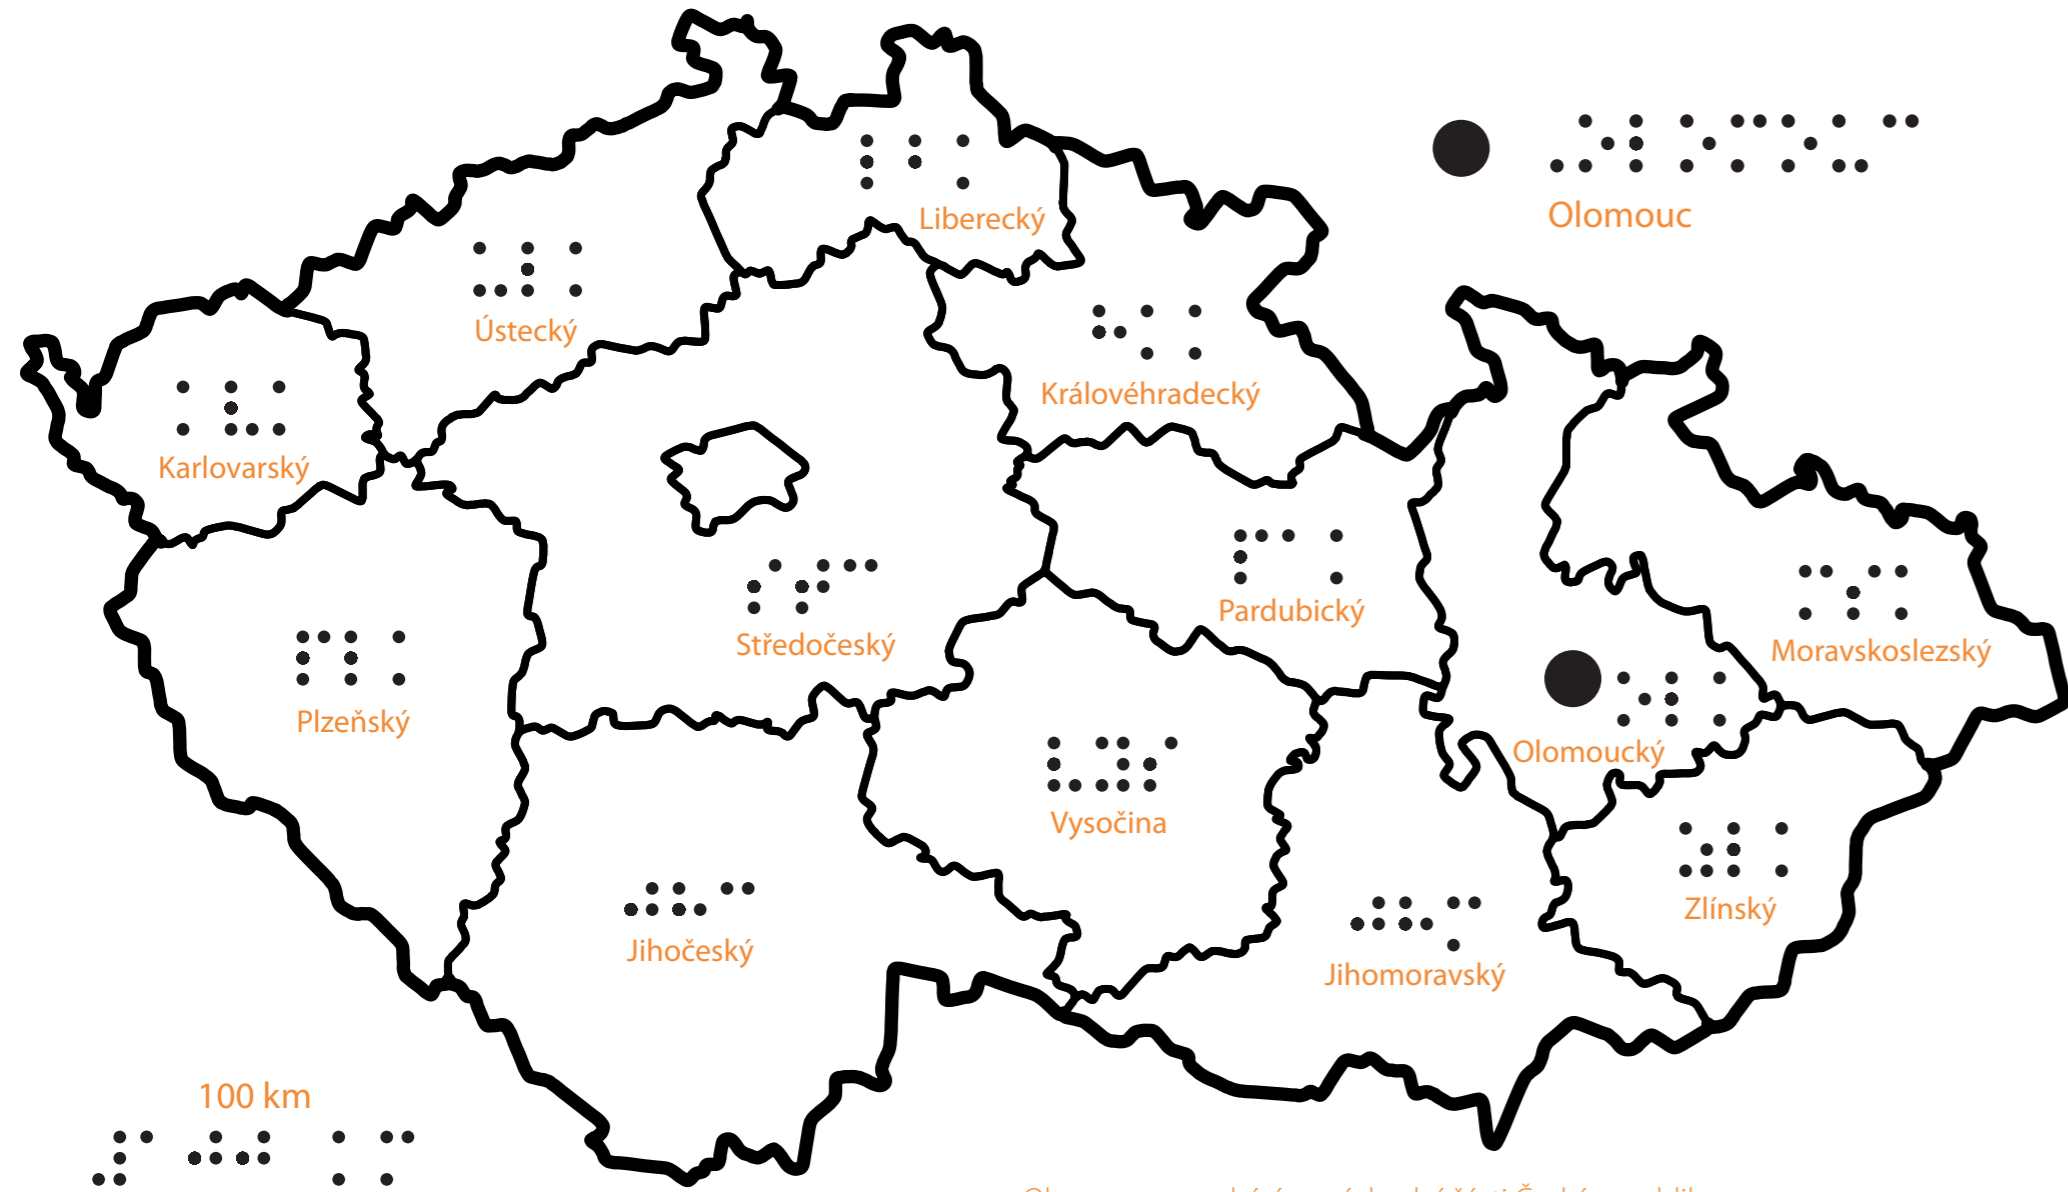 Liberecký
Olomouc
Ústecký
Královéhradecký
Karlovarský
Pardubický
Středočeský
Moravskoslezský
Plzeňský
Olomoucký
Vysočina
Zlínský
Jihočeský
Jihomoravský
100 km